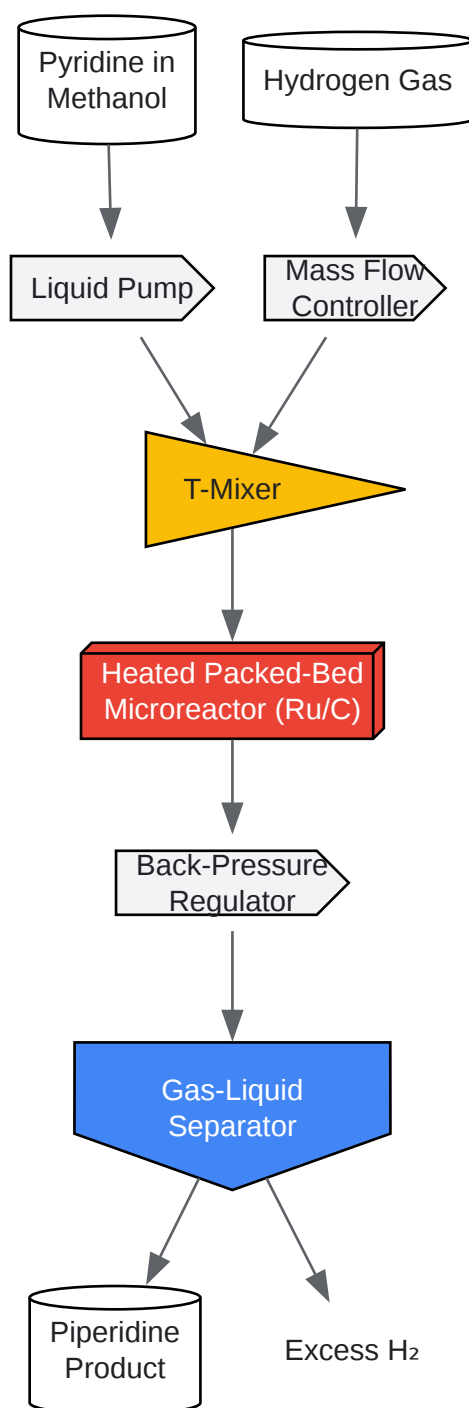 Pyridine in
Methanol
Hydrogen Gas
Liquid Pump
Mass Flow
Controller
T-Mixer
Heated Packed-Bed
Microreactor (Ru/C)
Back-Pressure
Regulator
Gas-Liquid
Separator
Piperidine
Product
Excess H₂